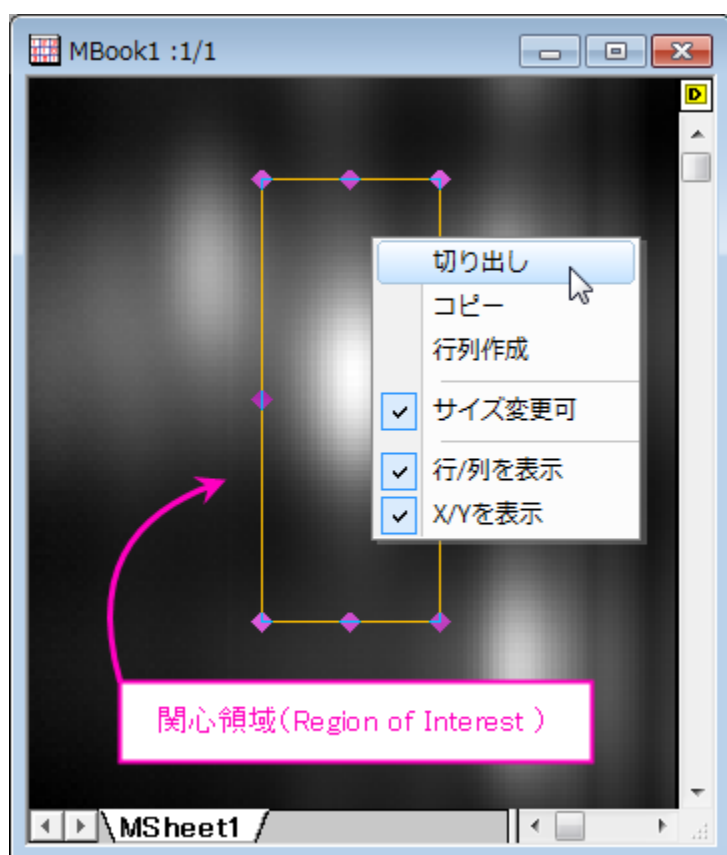 MBook1 :1/1
D
切り出し
コピー
行列作成
サイズ変更可
行/列を表示
X/Yを表示
関心領域(Region of Interest )
MSheet1